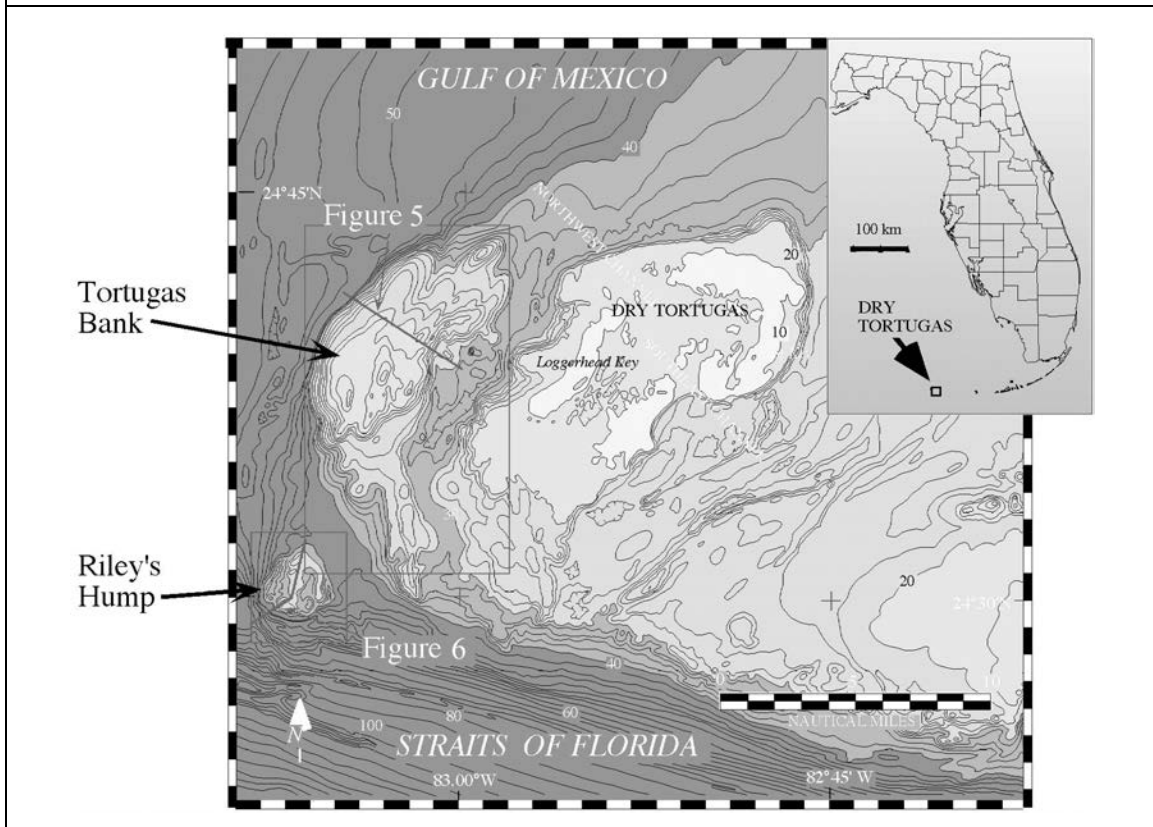 GULF OF MEXICO
50
40
24°45'N
Figure 5
NORTHWEST CHANNEL
20
Tortugas
Bank
DRY TORTUGAS
10
Loggerhead Key
100 km
DRY
TORTUGAS
Riley's
Hump
20
24°30'N
Figure 6
40
0
5
10
NAUTICAL MILES
N
100
80
60
STRAITS OF FLORIDA
83.00°W
82°45' W